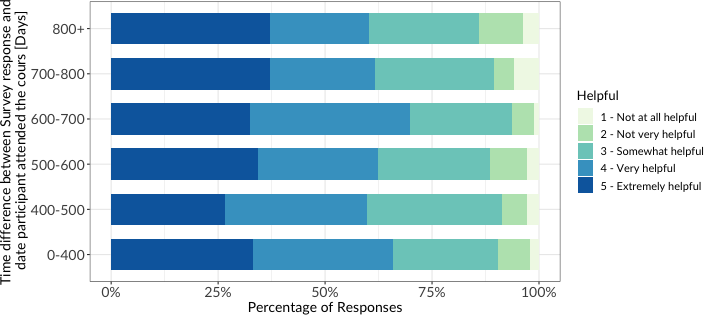 Time difference between Survey response and
date participant attended the cours [Days]
800+
700-800
600-700
500-600
400-500
0-400
0%
25%
50%
75%
100%
Percentage of Responses
Helpful
1 - Not at all helpful
2 - Not very helpful
3 - Somewhat helpful
4 - Very helpful
5 - Extremely helpful